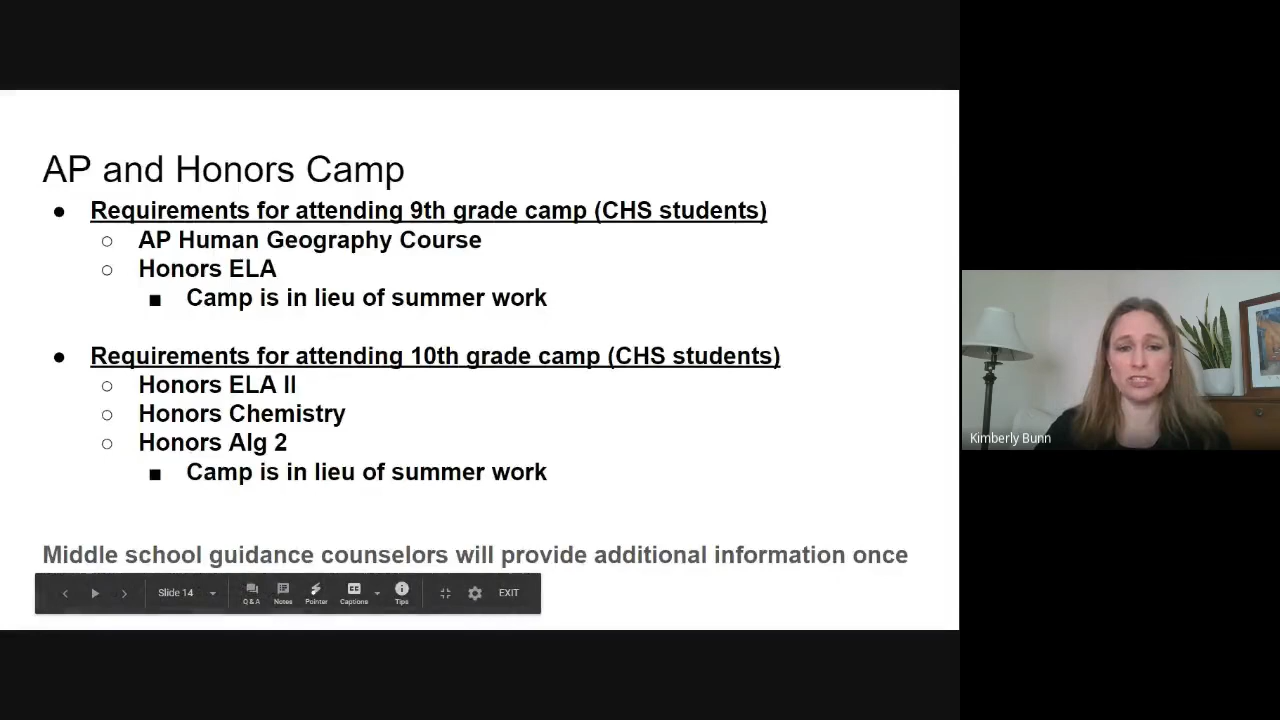 AP and Honors Camp
● Requirements for attending 9th grade camp (CHS students)
○ AP Human Geography Course
○ Honors ELA
■ Camp is in lieu of summer work
● Requirements for attending 10th grade camp (CHS students)
○ Honors ELA II
○ Honors Chemistry
○ Honors Alg 2
■ Camp is in lieu of summer work
Middle school guidance counselors will provide additional information once
Slide 14
Q & A Notes Pointer Captions Tips
EXIT
Kimberly Bunn